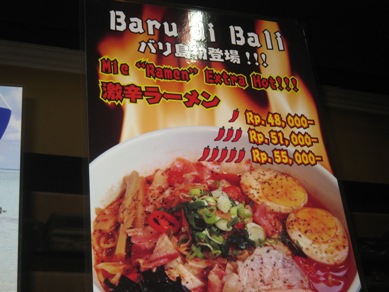 Baru Di Bali
バリ島初登場!!!
Mie "Ramen" Extra Hot!!!
激辛ラーメン
Rp. 48,000-
Rp. 51,000-
Rp. 55,000-